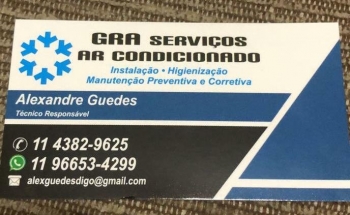 GRA SERVIÇOS
AR CONDICIONADO
Instalação • Higienização
Manutenção Preventiva e Corretiva
Alexandre Guedes
Técnico Responsável
11 4382-9625
11 96653-4299
alexguedesdigo@gmail.com